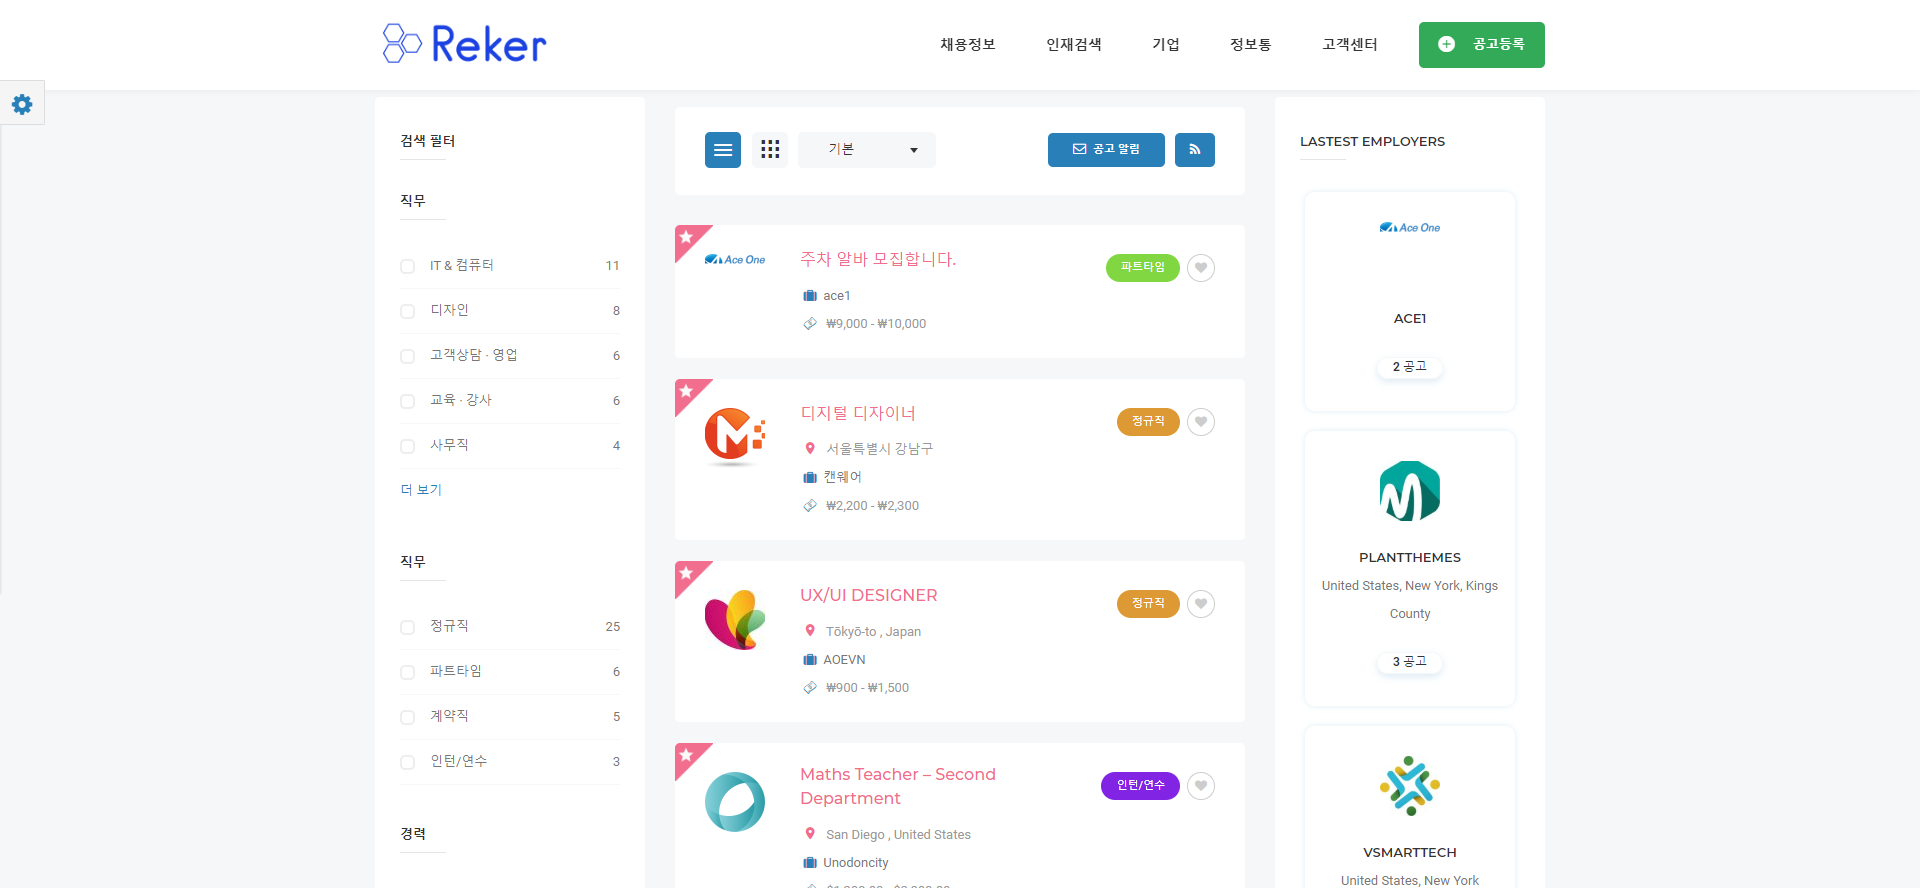 Reker
채용정보
인재검색
기업
정보통
고객센터
공고등록
검색 필터
직무
IT & 컴퓨터 11
디자인 8
고객상담 · 영업 6
교육 · 강사 6
사무직 4
더 보기
직무
정규직 25
파트타임 6
계약직 5
인턴/연수 3
경력
기본
공고 알림
Ace One
주차 알바 모집합니다.
파트타임
ace1
₩9,000 - ₩10,000
디지털 디자이너
정규직
서울특별시 강남구
캔웨어
₩2,200 - ₩2,300
UX/UI DESIGNER
정규직
Tōkyō-to , Japan
AOEVN
₩900 - ₩1,500
Maths Teacher – Second
Department
인턴/연수
San Diego , United States
Unodoncity
LASTEST EMPLOYERS
Ace One
ACE1
2 공고
PLANTTHEMES
United States, New York, Kings
County
3 공고
VSMARTTECH
United States, New York